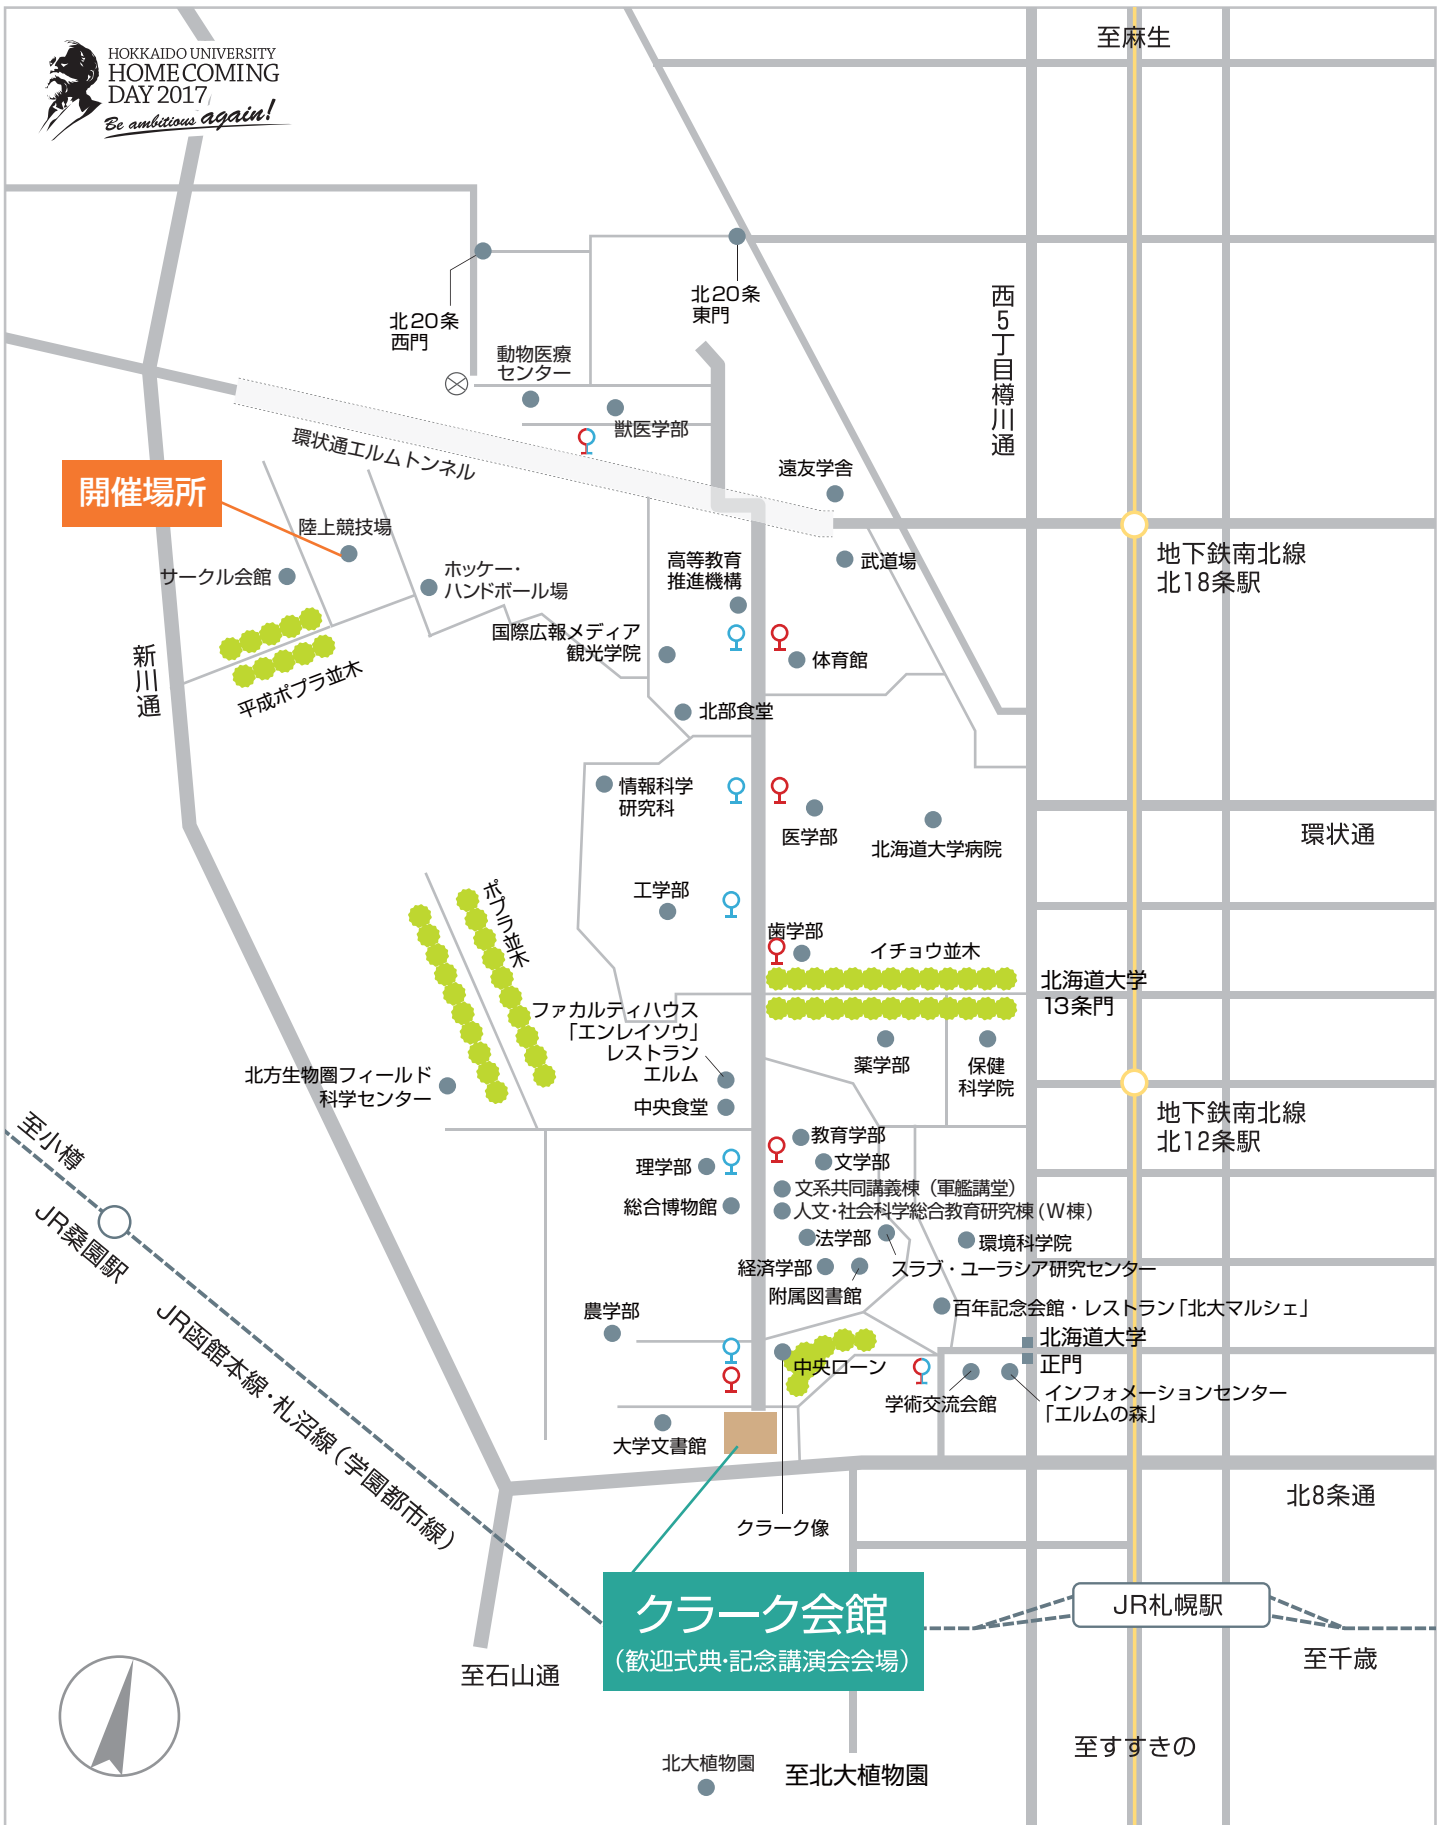 至麻生
HOKKAIDO UNIVERSITY
HOME COMING
DAY 2017
Be ambitious again!
北20条
西門
北20条
東門
西5丁目樽川通
動物医療
センター
獣医学部
環状通エルムトンネル
遠友学舎
開催場所
陸上競技場
サークル会館
ホッケー・
ハンドボール場
高等教育
推進機構
武道場
地下鉄南北線
北18条駅
国際広報メディア
観光学院
体育館
新川通
平成ポプラ並木
北部食堂
情報科学
研究科
医学部
北海道大学病院
環状通
工学部
ポプラ並木
歯学部
イチョウ並木
北海道大学
13条門
ファカルティハウス
「エンレイソウ」
レストラン
エルム
薬学部
保健
科学院
北方生物圏フィールド
科学センター
中央食堂
地下鉄南北線
北12条駅
至小樽
JR桑園駅
教育学部
文学部
理学部
文系共同講義棟（軍艦講堂）
総合博物館
人文・社会科学総合教育研究棟(W棟)
法学部
環境科学院
経済学部
スラブ・ユーラシア研究センター
附属図書館
農学部
百年記念会館・レストラン「北大マルシェ」
北海道大学
正門
中央ローン
学術交流会館
インフォメーションセンター
「エルムの森」
JR函館本線・札沼線（学園都市線）
大学文書館
北8条通
クラーク像
クラーク会館
（歓迎式典・記念講演会会場）
JR札幌駅
至石山通
至千歳
至すすきの
北大植物園
至北大植物園